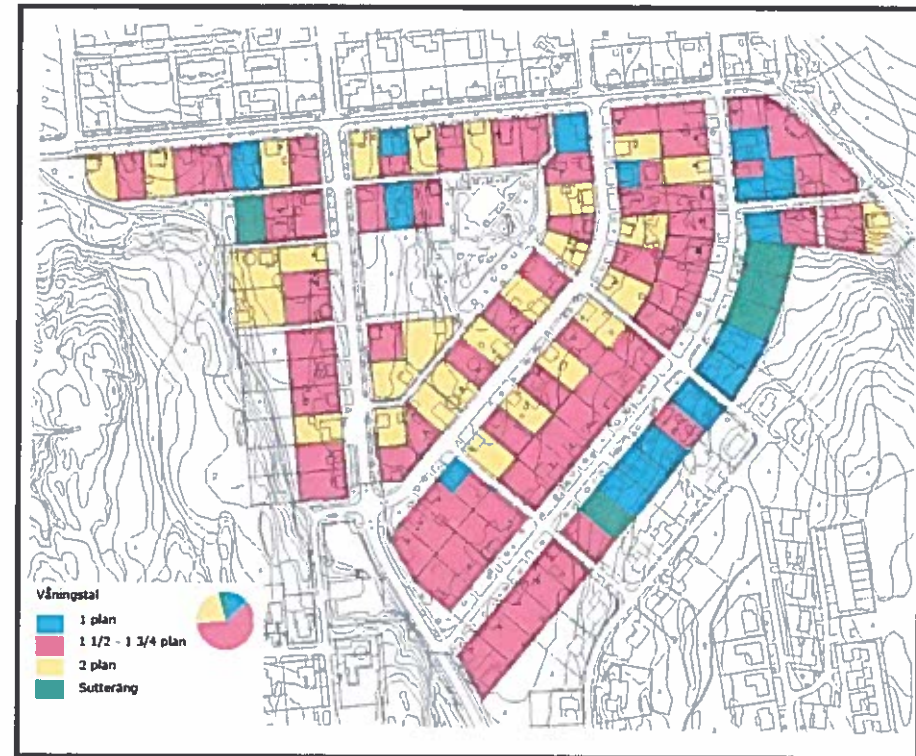 Våningstal
1 plan
1 1/2 - 1 3/4 plan
2 plan
Sutteräng